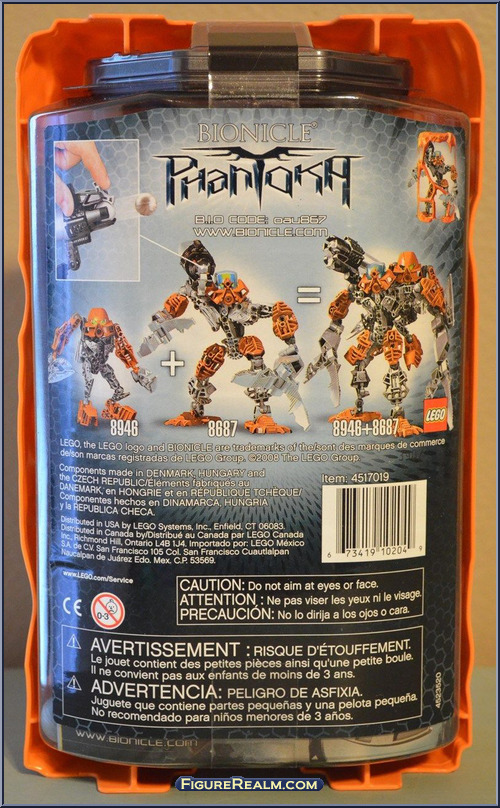 BIONICLE®
PHANTOKA
B.I.O CODE: oau867
WWW.BIONICLE.COM
+
=
8946
8687
8946+8687
LEGO
LEGO, the LEGO logo and BIONICLE are trademarks of the/sont des marques de commerce
de/son marcas registradas de LEGO Group. ©2008 The LEGO Group.
Components made in DENMARK, HUNGARY and
the CZECH REPUBLIC/Éléments fabriqués au
DANEMARK, en HONGRIE et en RÉPUBLIQUE TCHÈQUE/
Componentes hechos en DINAMARCA, HUNGRIA
y la REPUBLICA CHECA.
Item: 4517019
6 73419 10204 9
Distributed in USA by LEGO Systems, Inc., Enfield, CT 06083.
Distributed in Canada by/Distribué au Canada par LEGO Canada
Inc, Richmond Hill, Ontario L4B 1J4. Importado por: LEGO México
S.A. de C.V. San Francisco 105 Col. San Francisco Cuautlalpan
Naucalpan de Juárez Edo. Mex. C.P. 53569.
www.LEGO.com/Service
CE
0-3
CAUTION: Do not aim at eyes or face.
ATTENTION : Ne pas viser les yeux ni le visage.
PRECAUCIÓN: No lo dirija a los ojos o cara.
AVERTISSEMENT : RISQUE D'ÉTOUFFEMENT.
Le jouet contient des petites pièces ainsi qu'une petite boule.
Il ne convient pas aux enfants de moins de 3 ans.
ADVERTENCIA: PELIGRO DE ASFIXIA.
Juguete que contine partes pequeñas y una pelota pequeña.
No recomendado para niños menores de 3 años.
4523520
WWW.BIONICLE.COM
FIGUREREALM.COM